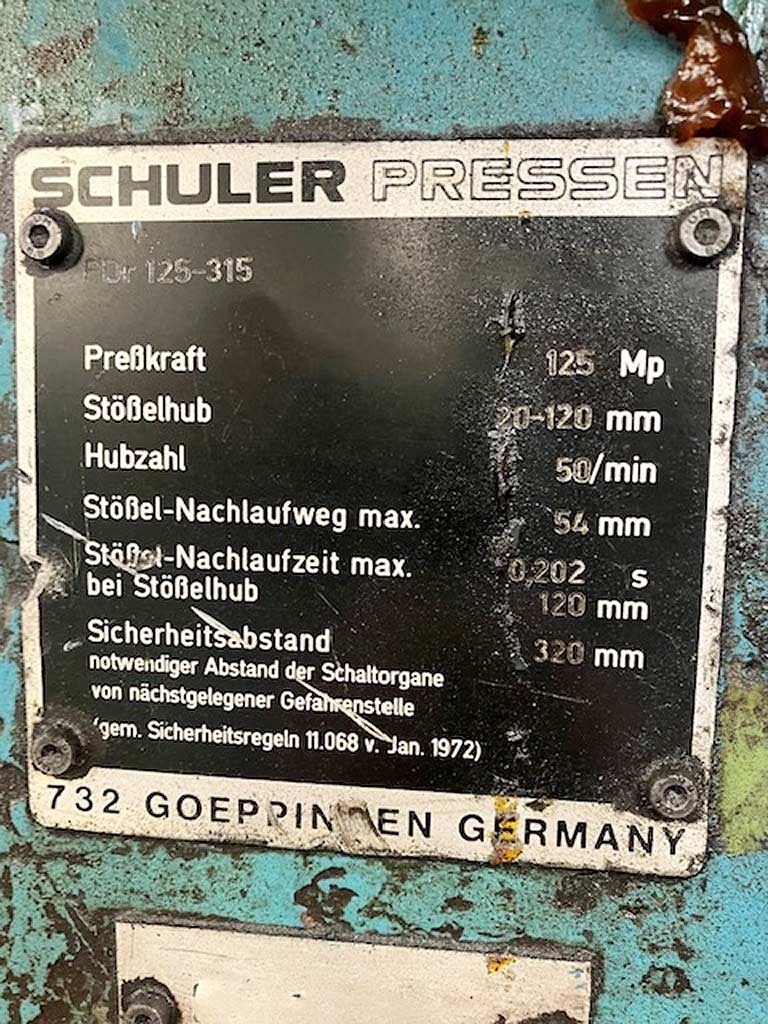 SCHULER PRESSEN
PDr 125-315
Preßkraft 125 Mp
Stößelhub 20-120 mm
Hubzahl 50/min
Stößel-Nachlaufweg max. 54 mm
Stößel-Nachlaufzeit max. 0,202 s
bei Stößelhub 120 mm
Sicherheitsabstand 320 mm
notwendiger Abstand der Schaltorgane
von nächstgelegener Gefahrenstelle
(gem. Sicherheitsregeln 11.068 v. Jan. 1972)
732 GOEPPINGEN GERMANY